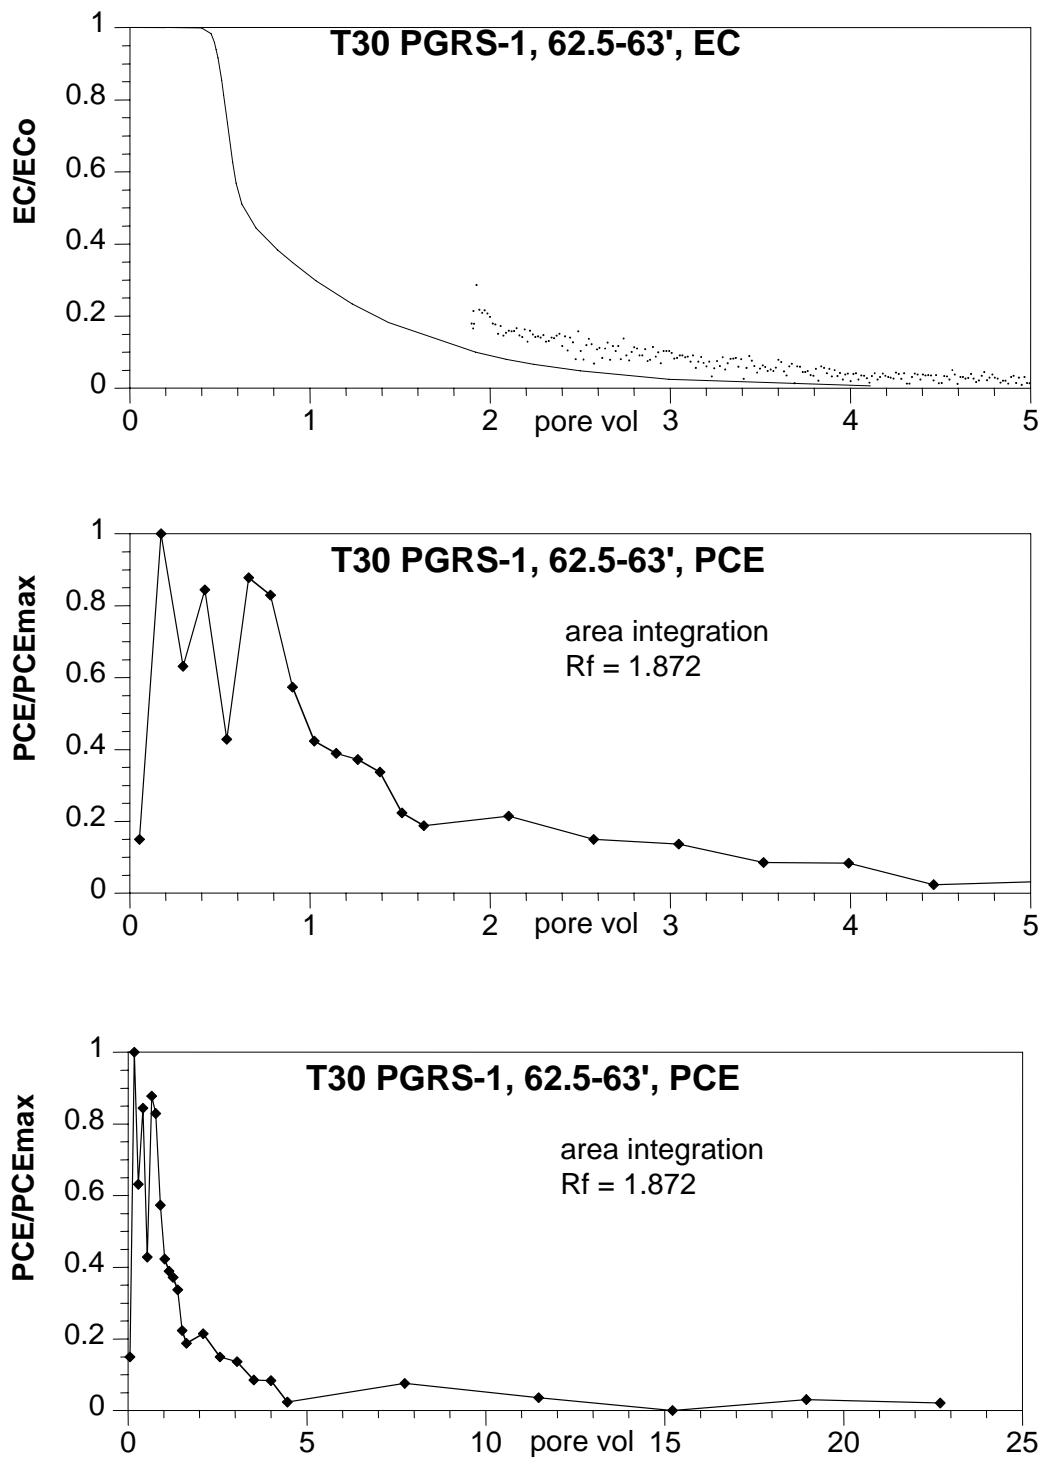 T30 PGRS-1, 62.5-63', EC
EC/ECo
1
0.8
0.6
0.4
0.2
0
0 1 2 pore vol 3 4 5
T30 PGRS-1, 62.5-63', PCE
area integration
Rf = 1.872
PCE/PCEmax
1
0.8
0.6
0.4
0.2
0
0 1 2 pore vol 3 4 5
T30 PGRS-1, 62.5-63', PCE
area integration
Rf = 1.872
PCE/PCEmax
1
0.8
0.6
0.4
0.2
0
0 5 10 pore vol 15 20 25